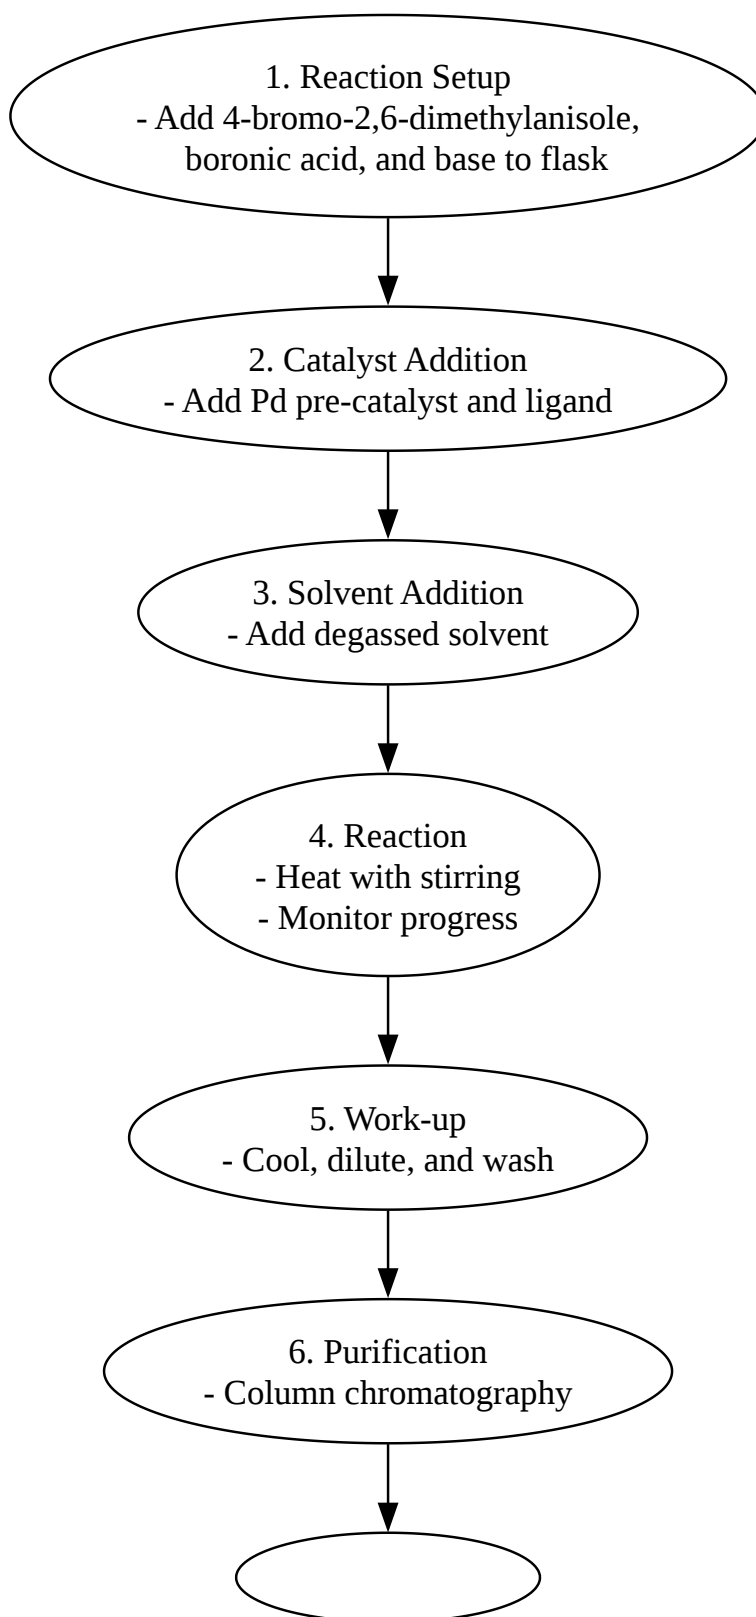 1. Reaction Setup
- Add 4-bromo-2,6-dimethylanisole,
boronic acid, and base to flask
2. Catalyst Addition
- Add Pd pre-catalyst and ligand
3. Solvent Addition
- Add degassed solvent
4. Reaction
- Heat with stirring
- Monitor progress
5. Work-up
- Cool, dilute, and wash
6. Purification
- Column chromatography